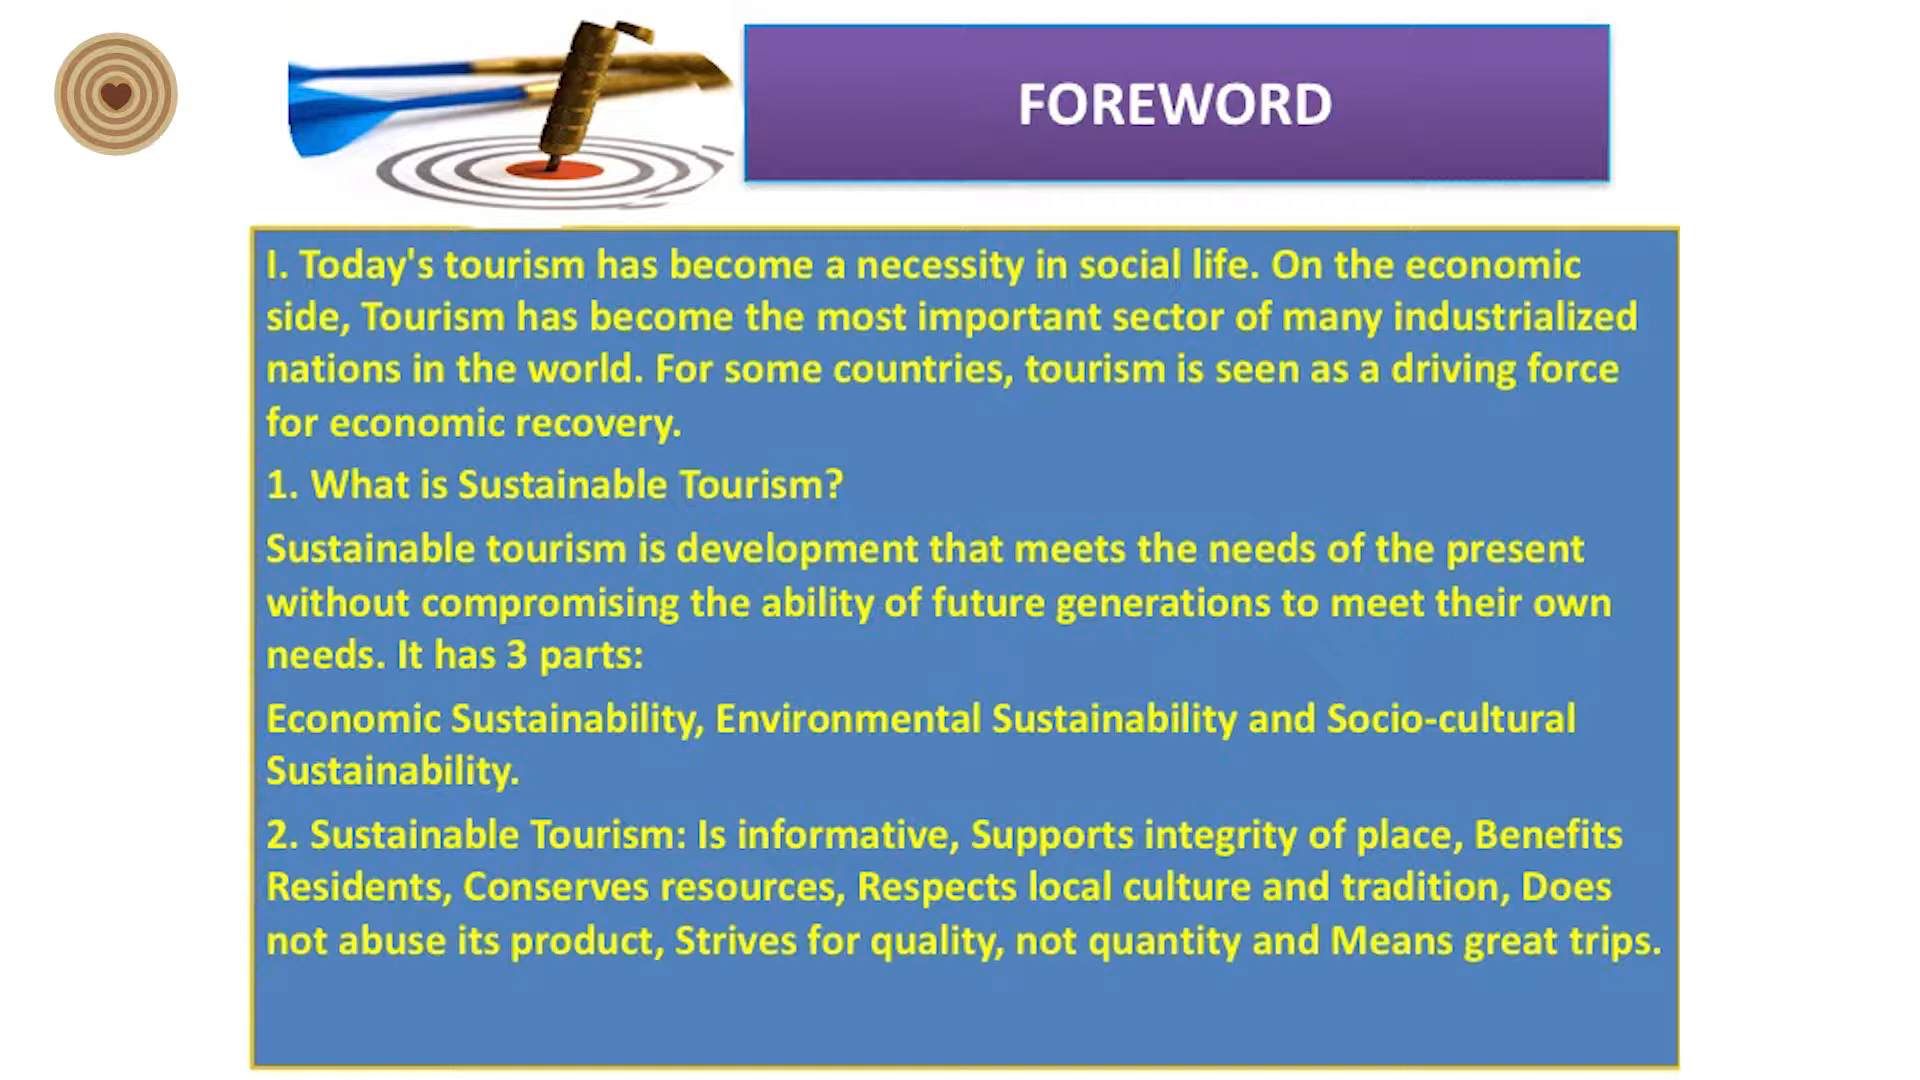 FOREWORD
I. Today's tourism has become a necessity in social life. On the economic
side, Tourism has become the most important sector of many industrialized
nations in the world. For some countries, tourism is seen as a driving force
for economic recovery.
1. What is Sustainable Tourism?
Sustainable tourism is development that meets the needs of the present
without compromising the ability of future generations to meet their own
needs. It has 3 parts:
Economic Sustainability, Environmental Sustainability and Socio-cultural
Sustainability.
2. Sustainable Tourism: Is informative, Supports integrity of place, Benefits
Residents, Conserves resources, Respects local culture and tradition, Does
not abuse its product, Strives for quality, not quantity and Means great trips.